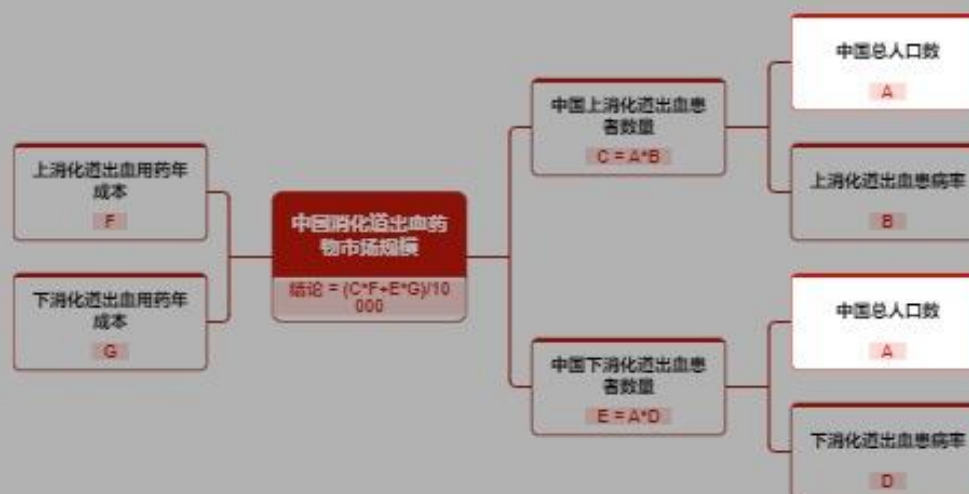 上消化道出血用药年
成本
F
下消化道出血用药年
成本
G
中国消化道出血药
物市场规模
结论 = (C*F+E*G)/10
000
中国上消化道出血患
者数量
C = A*B
中国下消化道出血患
者数量
E = A*D
中国总人口数
A
上消化道出血患病率
B
中国总人口数
A
下消化道出血患病率
D